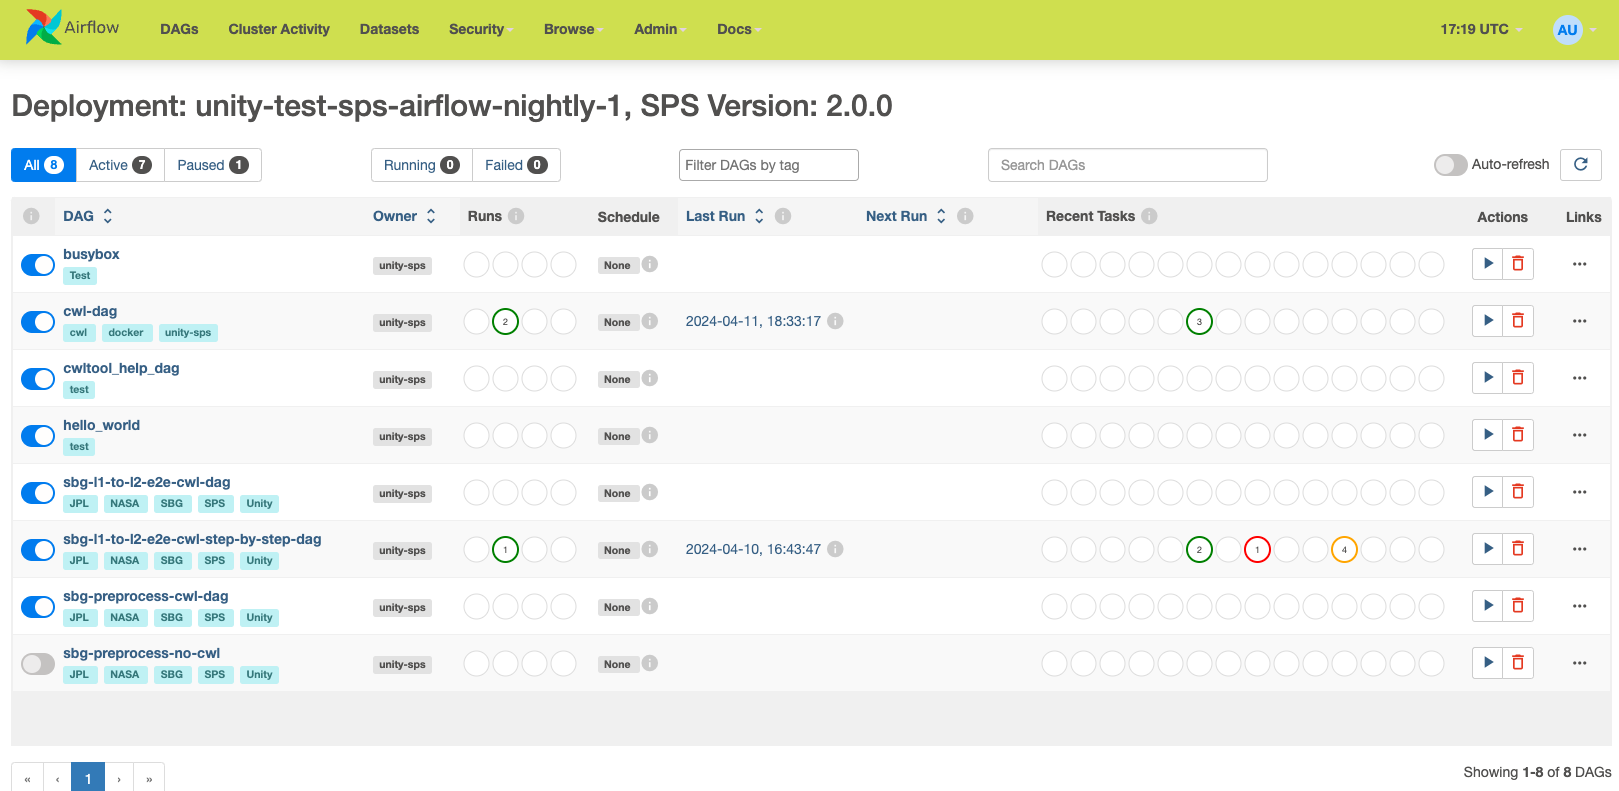 Airflow DAGs Cluster Activity Datasets Security Browse Admin Docs 17:19 UTC AU
Deployment: unity-test-sps-airflow-nightly-1, SPS Version: 2.0.0
All 8 Active 7 Paused 1 Running 0 Failed 0 Filter DAGs by tag Search DAGs Auto-refresh
DAG Owner Runs Schedule Last Run Next Run Recent Tasks Actions Links
busybox
Test unity-sps None
cwl-dag
cwl docker unity-sps unity-sps 2 None 2024-04-11, 18:33:17 3
cwltool_help_dag
test unity-sps None
hello_world
test unity-sps None
sbg-l1-to-l2-e2e-cwl-dag
JPL NASA SBG SPS Unity unity-sps None
sbg-l1-to-l2-e2e-cwl-step-by-step-dag
JPL NASA SBG SPS Unity unity-sps 1 None 2024-04-10, 16:43:47 2 1 4
sbg-preprocess-cwl-dag
JPL NASA SBG SPS Unity unity-sps None
sbg-preprocess-no-cwl
JPL NASA SBG SPS Unity unity-sps None
« ‹ 1 › » Showing 1-8 of 8 DAGs